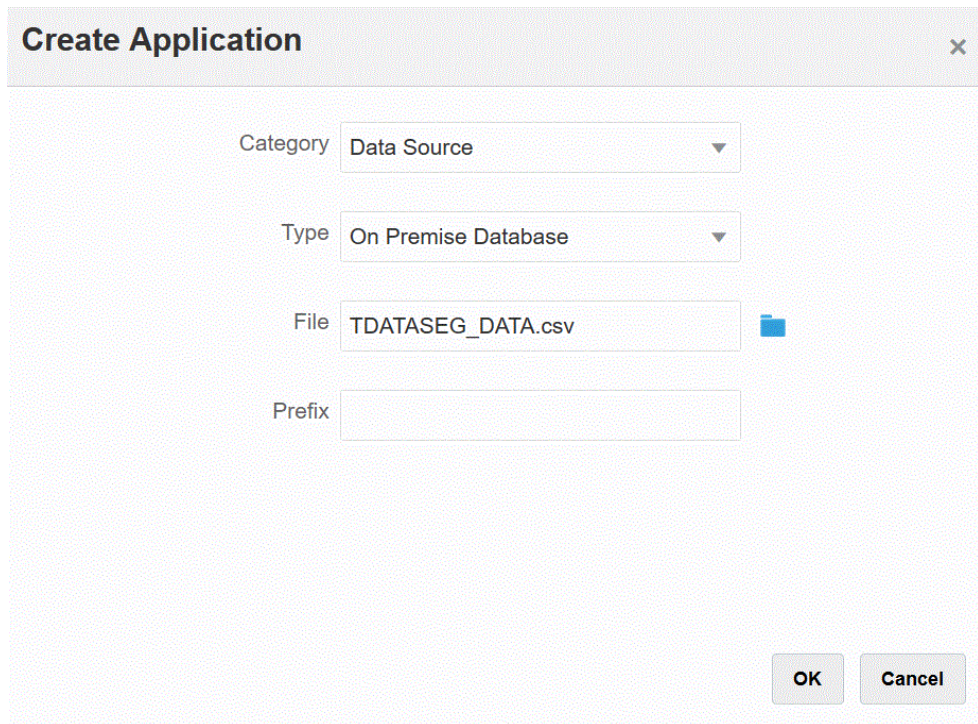 Create Application
Category Data Source
Type On Premise Database
File TDATASEG_DATA.csv
Prefix
OK Cancel